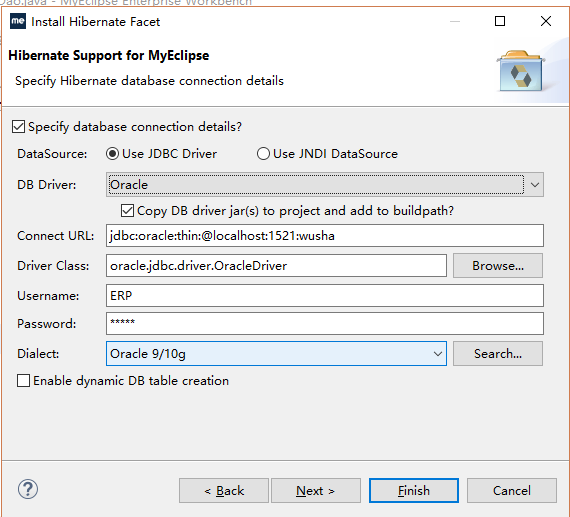 Dao.java - MyEclipse Enterprise Workbench
me Install Hibernate Facet
Hibernate Support for MyEclipse
Specify Hibernate database connection details
Specify database connection details?
DataSource: Use JDBC Driver Use JNDI DataSource
DB Driver: Oracle
Copy DB driver jar(s) to project and add to buildpath?
Connect URL: jdbc:oracle:thin:@localhost:1521:wusha
Driver Class: oracle.jdbc.driver.OracleDriver Browse...
Username: ERP
Password: *****
Dialect: Oracle 9/10g Search...
Enable dynamic DB table creation
? < Back Next > Finish Cancel